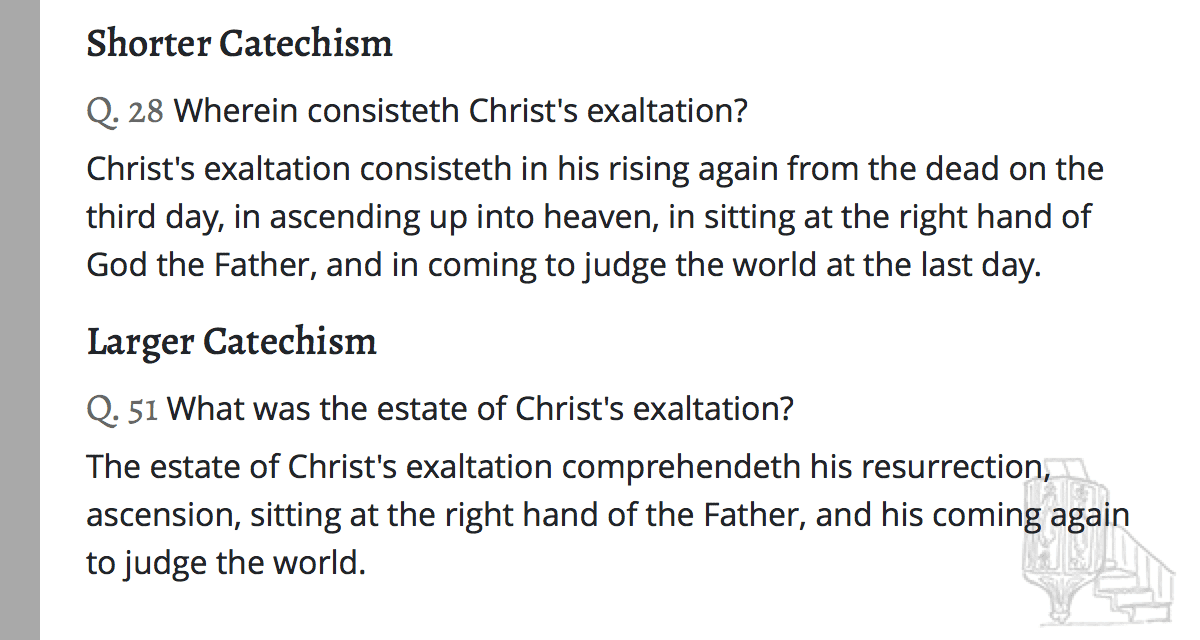 Shorter Catechism
Q. 28 Wherein consisteth Christ's exaltation?
Christ's exaltation consisteth in his rising again from the dead on the
third day, in ascending up into heaven, in sitting at the right hand of
God the Father, and in coming to judge the world at the last day.
Larger Catechism
Q. 51 What was the estate of Christ's exaltation?
The estate of Christ's exaltation comprehendeth his resurrection,
ascension, sitting at the right hand of the Father, and his coming again
to judge the world.